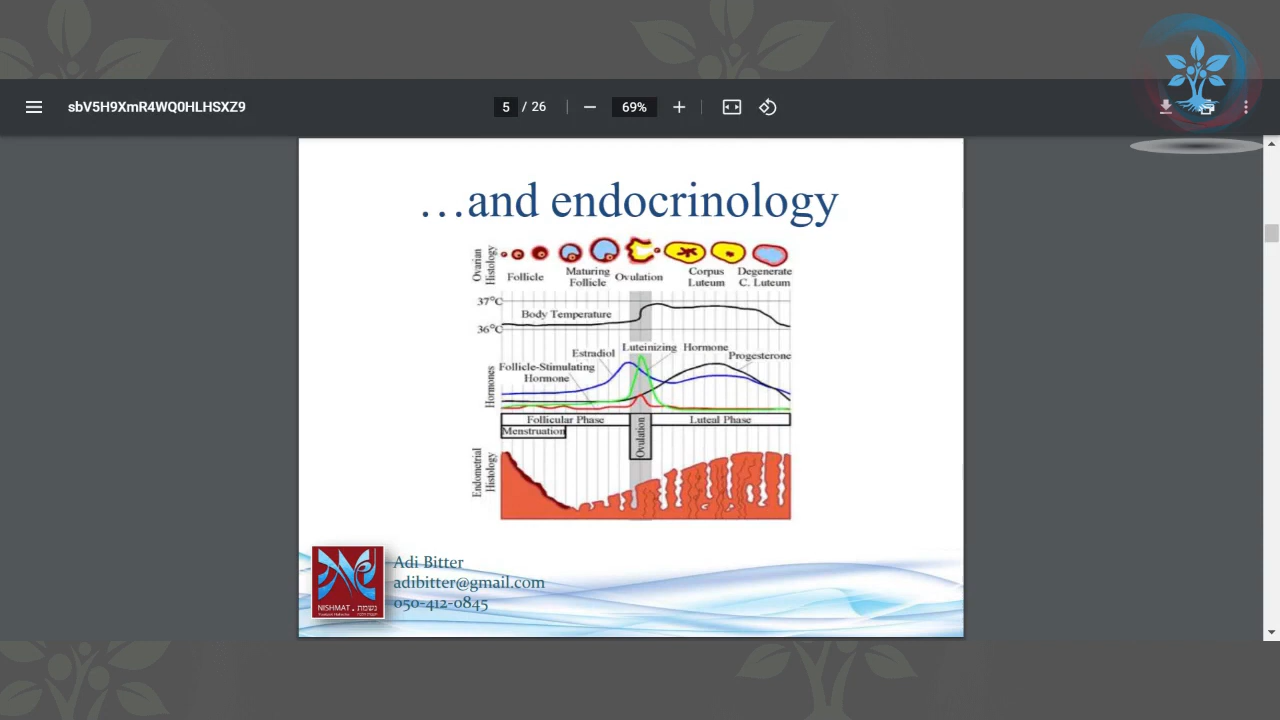 sbV5H9XmR4WQ0HLHSXZ9
5 / 26
69%
…and endocrinology
Ovarian
Histology
Follicle
Maturing
Follicle
Ovulation
Corpus
Luteum
Degenerate
C. Luteum
37°C
Body Temperature
36°C
Hormones
Estradiol
Luteinizing Hormone
Follicle-Stimulating
Hormone
Progesterone
Follicular Phase
Ovulation
Luteal Phase
Menstruation
Endometrial
Histology
Adi Bitter
adibitter@gmail.com
050-412-0845
NISHMAT . נשמת